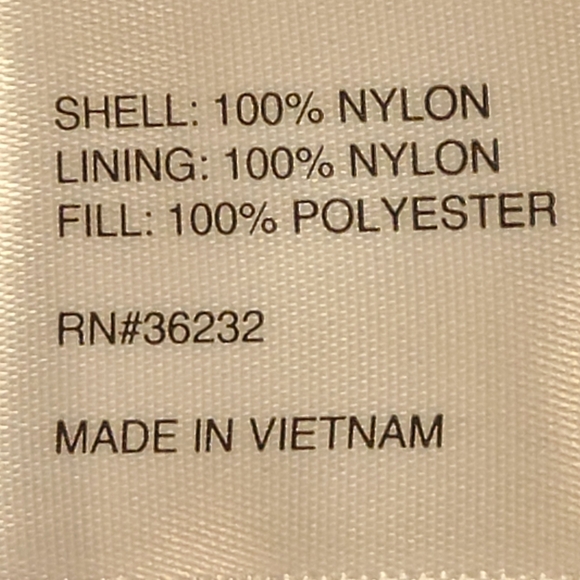 SHELL: 100% NYLON
LINING: 100% NYLON
FILL: 100% POLYESTER
RN#36232
MADE IN VIETNAM